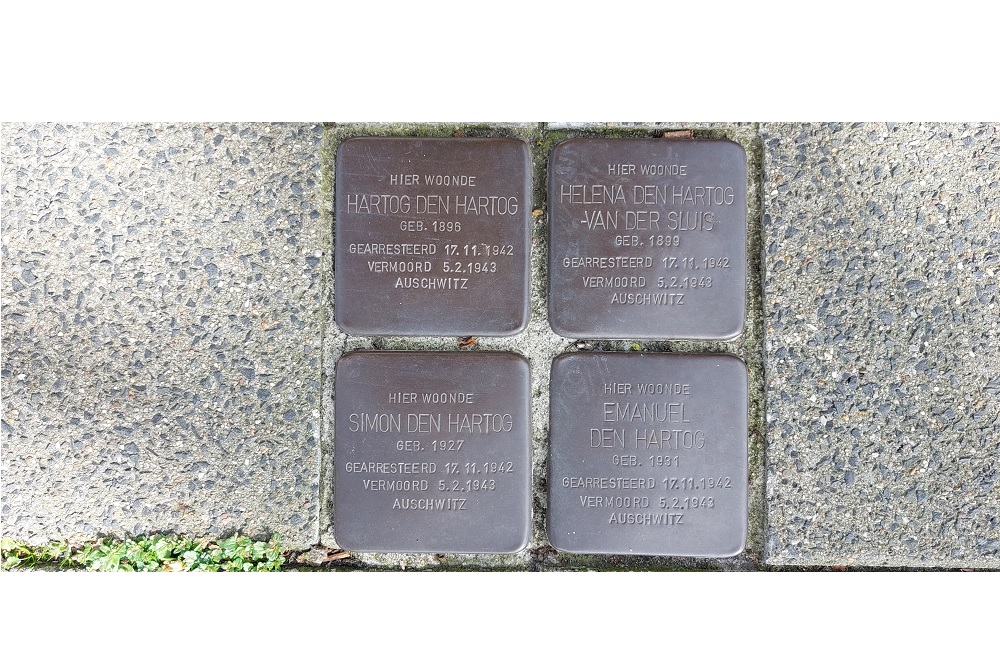 HIER WOONDE
HARTOG DEN HARTOG
GEB. 1896
GEARRESTEERD 17.11.1942
VERMOORD 5.2.1943
AUSCHWITZ
HIER WOONDE
HELENA DEN HARTOG
-VAN DER SLUIS-
GEB. 1899
GEARRESTEERD 17.11.1942
VERMOORD 5.2.1943
AUSCHWITZ
HIER WOONDE
SIMON DEN HARTOG
GEB. 1927
GEARRESTEERD 17.11.1942
VERMOORD 5.2.1943
AUSCHWITZ
HIER WOONDE
EMANUEL
DEN HARTOG
GEB. 1931
GEARRESTEERD 17.11.1942
VERMOORD 5.2.1943
AUSCHWITZ